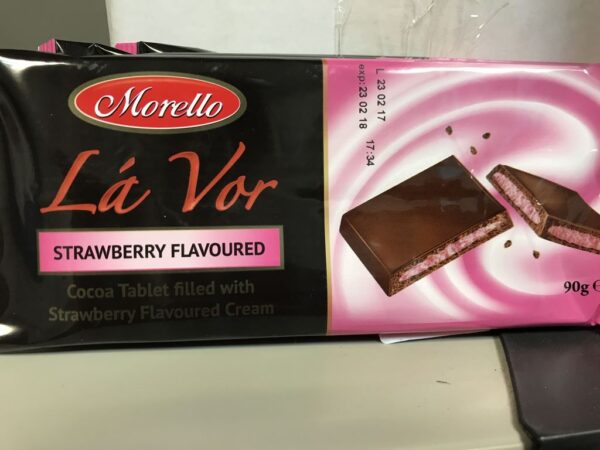 Morello
Lá Vor
STRAWBERRY FLAVOURED
Cocoa Tablet filled with
Strawberry Flavoured Cream
L 23 02 17
exp:23 02 18 17:34
90g